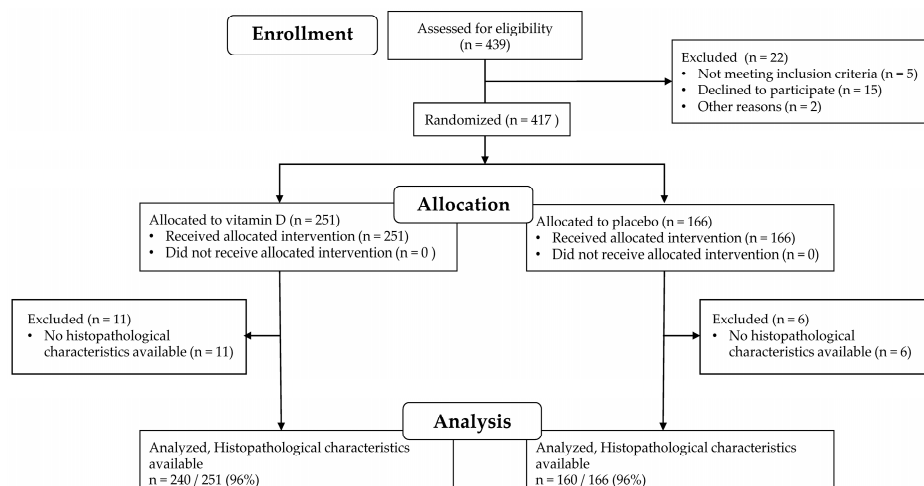 Enrollment
Assessed for eligibility
(n = 439)
Excluded (n = 22)
• Not meeting inclusion criteria (n = 5)
• Declined to participate (n = 15)
• Other reasons (n = 2)
Randomized (n = 417 )
Allocation
Allocated to vitamin D (n = 251)
• Received allocated intervention (n = 251)
• Did not receive allocated intervention (n = 0 )
Allocated to placebo (n = 166)
• Received allocated intervention (n = 166)
• Did not receive allocated intervention (n = 0)
Excluded (n = 11)
• No histopathological
characteristics available (n = 11)
Excluded (n = 6)
• No histopathological
characteristics available (n = 6)
Analysis
Analyzed, Histopathological characteristics
available
n = 240 / 251 (96%)
Analyzed, Histopathological characteristics
available
n = 160 / 166 (96%)